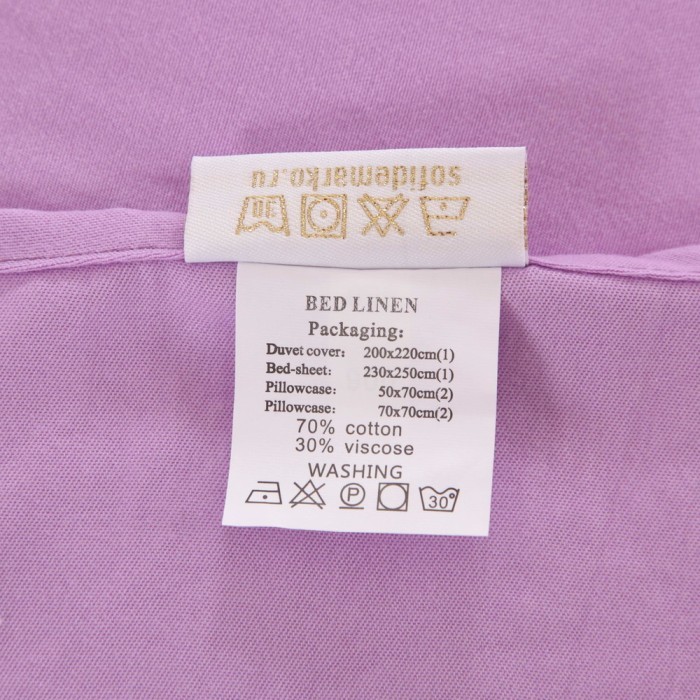 sofidemarko.ru
30
BED LINEN
Packaging:
Duvet cover: 200x220cm(1)
Bed-sheet: 230x250cm(1)
Pillowcase: 50x70cm(2)
Pillowcase: 70x70cm(2)
70% cotton
30% viscose
WASHING
P 30°